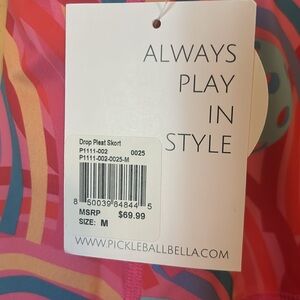 ALWAYS
PLAY
IN
STYLE
Drop Pleat Skort
P1111-002 0025
P1111-002-0025-M
8 50039 84844 5
MSRP $69.99
SIZE: M
WWW.PICKLEBALLBELLA.COM